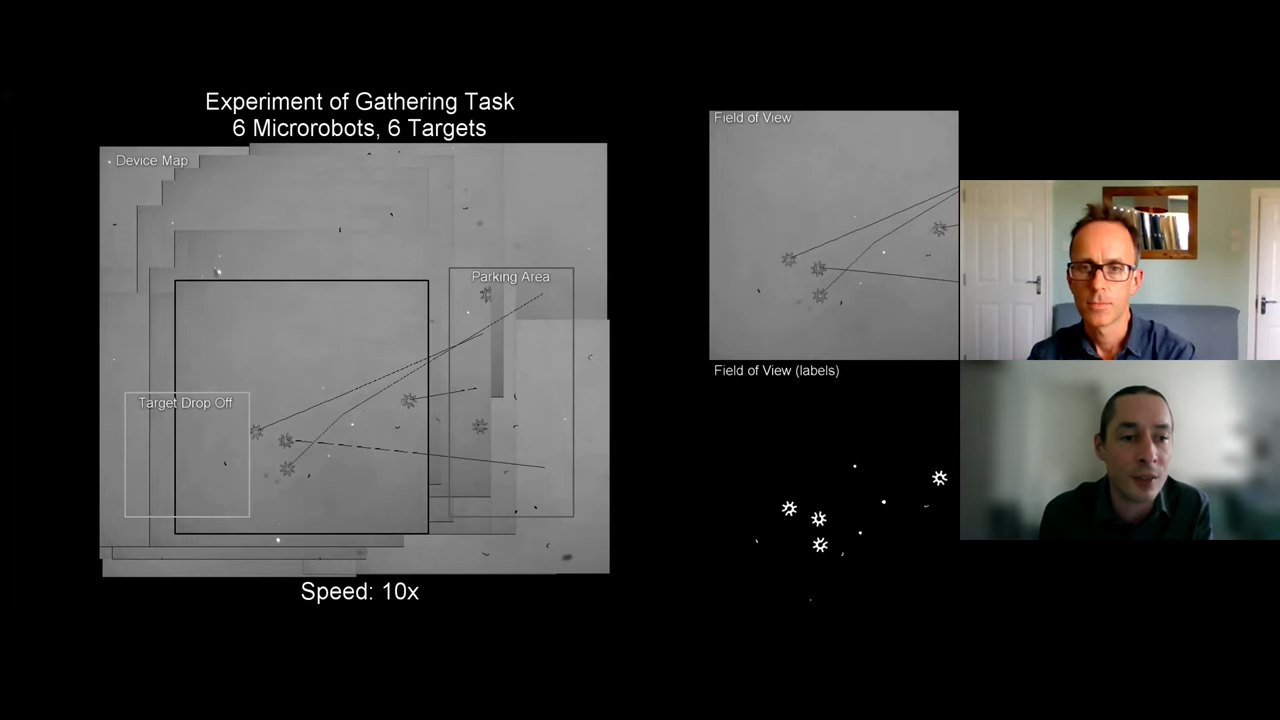 Experiment of Gathering Task
6 Microrobots, 6 Targets
Device Map
Parking Area
Target Drop Off
Speed: 10x
Field of View
Field of View (labels)